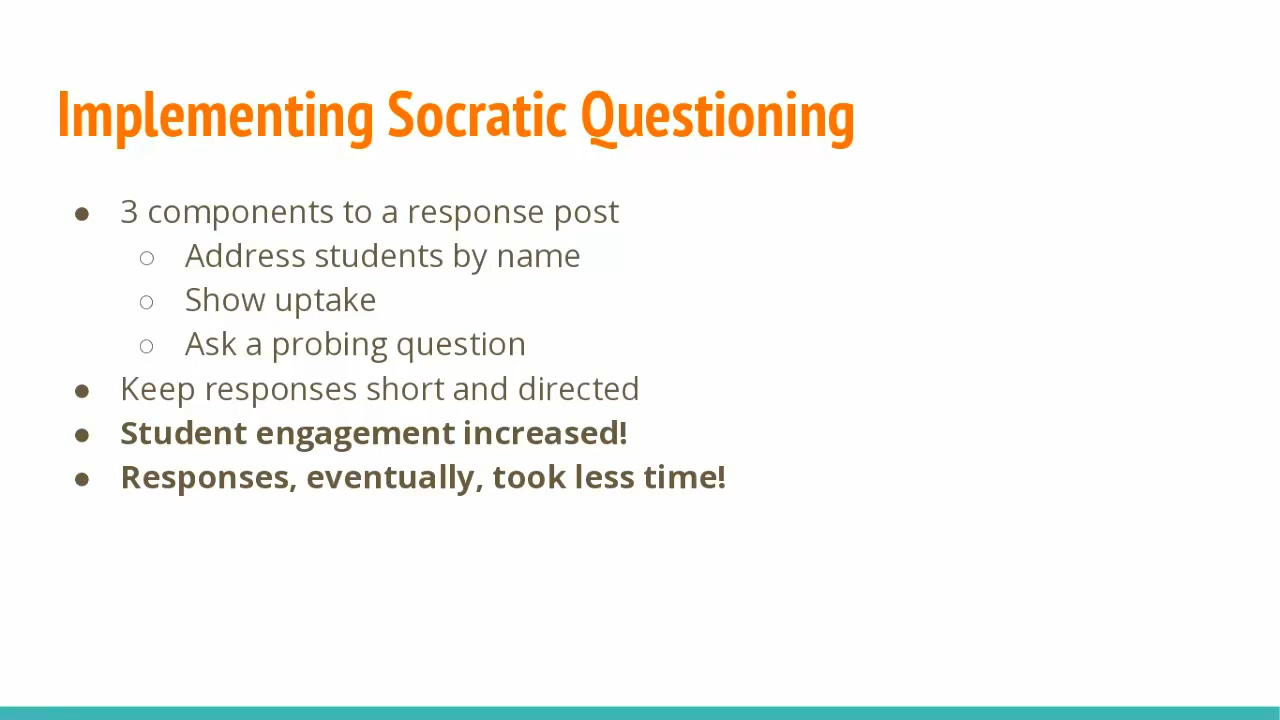 Implementing Socratic Questioning
● 3 components to a response post
○ Address students by name
○ Show uptake
○ Ask a probing question
● Keep responses short and directed
● Student engagement increased!
● Responses, eventually, took less time!